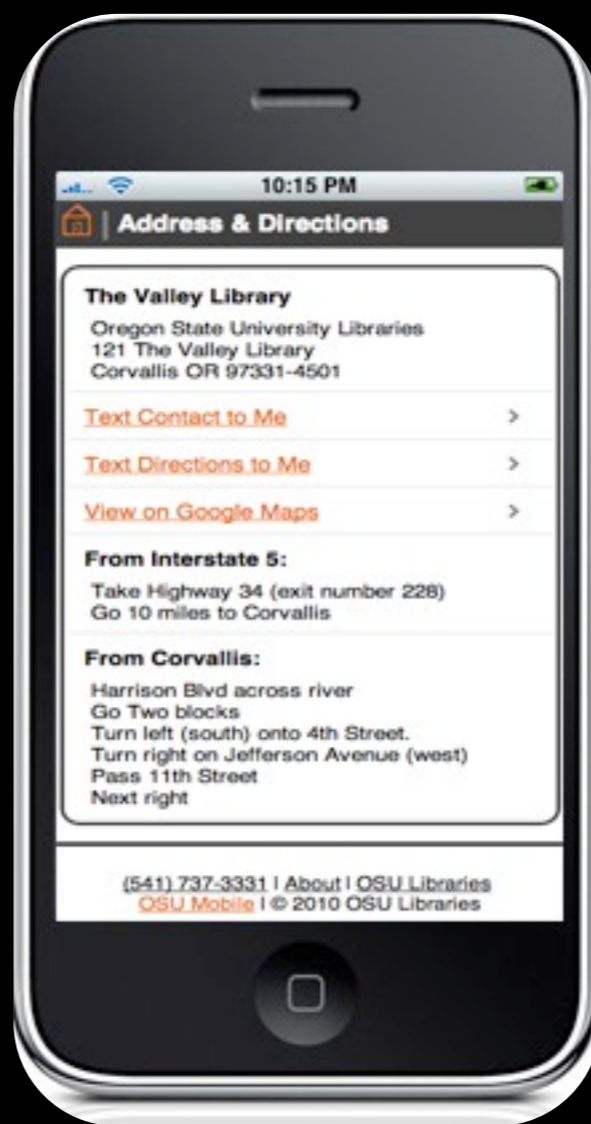 10:15 PM
| Address & Directions
The Valley Library
Oregon State University Libraries
121 The Valley Library
Corvallis OR 97331-4501
Text Contact to Me >
Text Directions to Me >
View on Google Maps >
From Interstate 5:
Take Highway 34 (exit number 228)
Go 10 miles to Corvallis
From Corvallis:
Harrison Blvd across river
Go Two blocks
Turn left (south) onto 4th Street.
Turn right on Jefferson Avenue (west)
Pass 11th Street
Next right
(541) 737-3331 | About | OSU Libraries
OSU Mobile | © 2010 OSU Libraries